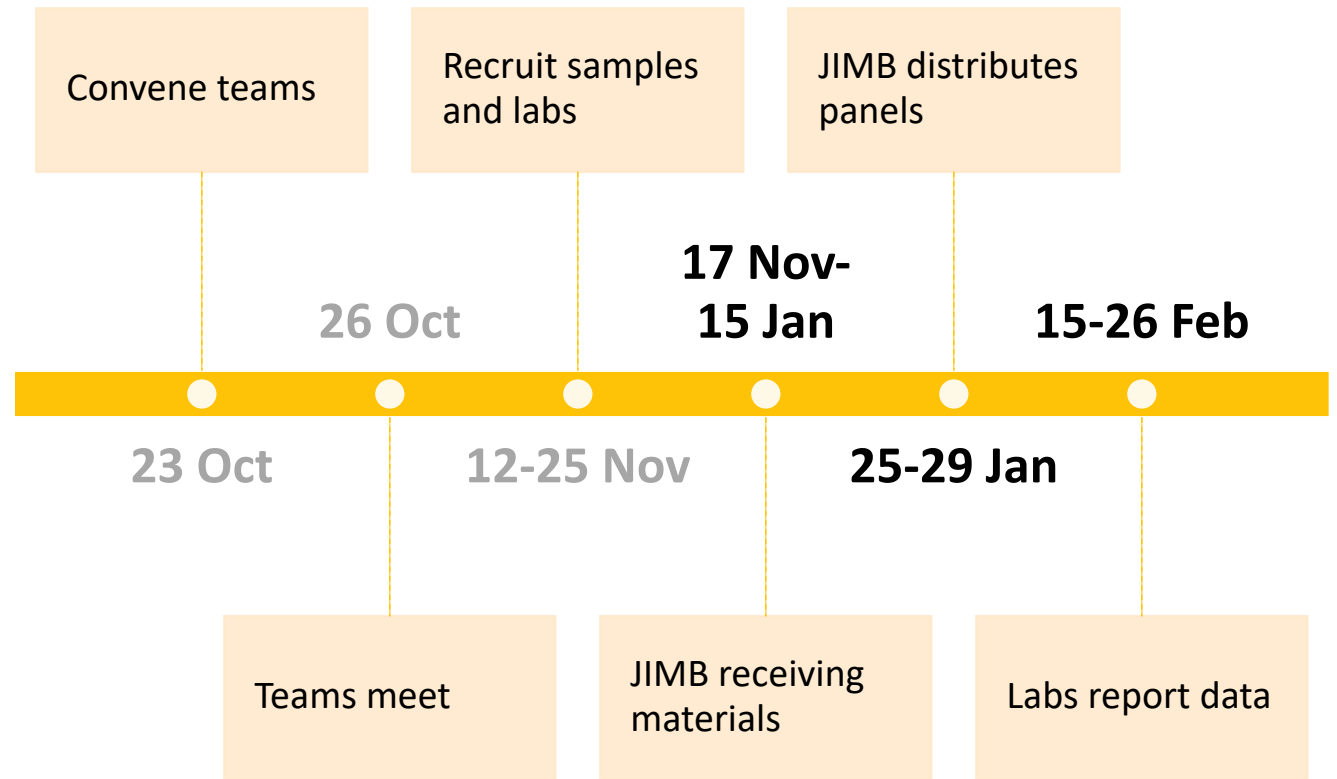 Convene teams
Recruit samples
and labs
JIMB distributes
panels
26 Oct
17 Nov-
15 Jan
15-26 Feb
23 Oct
12-25 Nov
25-29 Jan
Teams meet
JIMB receiving
materials
Labs report data